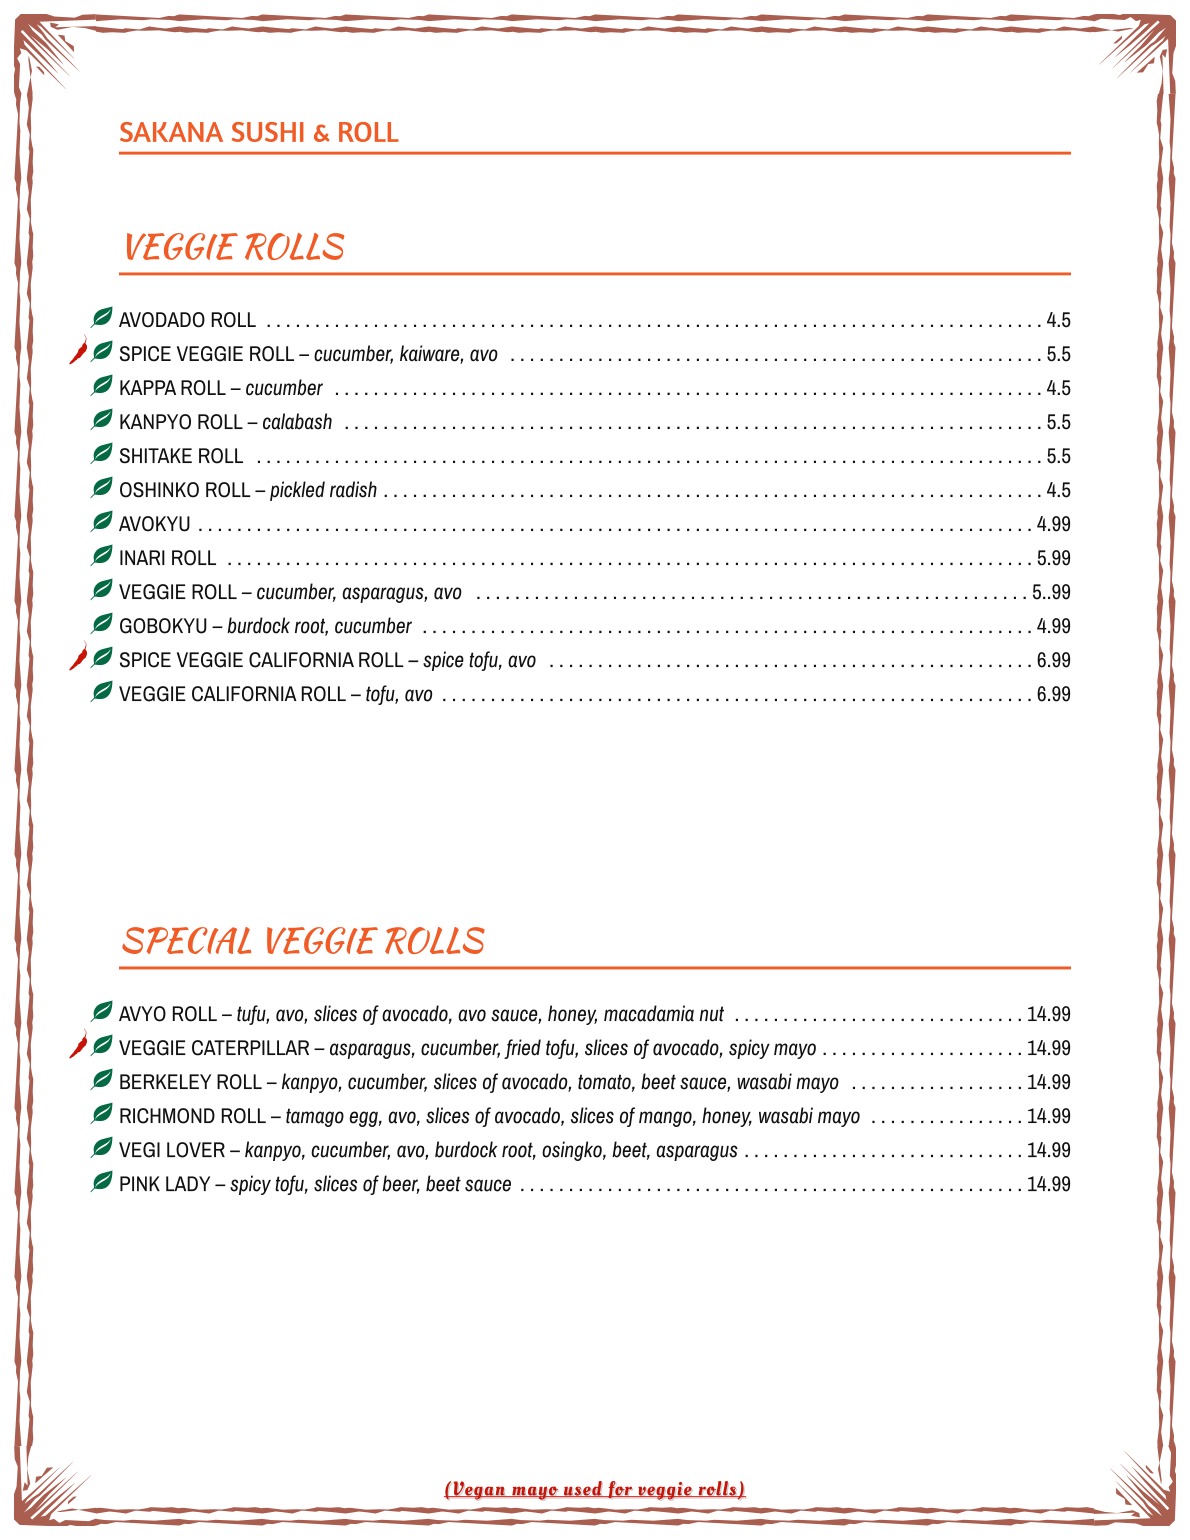 SAKANA SUSHI & ROLL
VEGGIE ROLLS
AVODADO ROLL . . . . . . . . . . . . . . . . . . . . 4.5
SPICE VEGGIE ROLL – cucumber, kaiware, avo . . . . . . . . . . . . . . . . . . . . 5.5
KAPPA ROLL – cucumber . . . . . . . . . . . . . . . . . . . . 4.5
KANPYO ROLL – calabash . . . . . . . . . . . . . . . . . . . . 5.5
SHITAKE ROLL . . . . . . . . . . . . . . . . . . . . 5.5
OSHINKO ROLL – pickled radish . . . . . . . . . . . . . . . . . . . . 4.5
AVOKYU . . . . . . . . . . . . . . . . . . . . 4.99
INARI ROLL . . . . . . . . . . . . . . . . . . . . 5.99
VEGGIE ROLL – cucumber, asparagus, avo . . . . . . . . . . . . . . . . . . . . 5..99
GOBOKYU – burdock root, cucumber . . . . . . . . . . . . . . . . . . . . 4.99
SPICE VEGGIE CALIFORNIA ROLL – spice tofu, avo . . . . . . . . . . . . . . . . . . . . 6.99
VEGGIE CALIFORNIA ROLL – tofu, avo . . . . . . . . . . . . . . . . . . . . 6.99
SPECIAL VEGGIE ROLLS
AVYO ROLL – tufu, avo, slices of avocado, avo sauce, honey, macadamia nut . . . . . . . . . . . . . . . . . . . . 14.99
VEGGIE CATERPILLAR – asparagus, cucumber, fried tofu, slices of avocado, spicy mayo . . . . . . . . . . . . . . . . . . . . 14.99
BERKELEY ROLL – kanpyo, cucumber, slices of avocado, tomato, beet sauce, wasabi mayo . . . . . . . . . . . . . . . . . . 14.99
RICHMOND ROLL – tamago egg, avo, slices of avocado, slices of mango, honey, wasabi mayo . . . . . . . . . . . . . . . . 14.99
VEGI LOVER – kanpyo, cucumber, avo, burdock root, osingko, beet, asparagus . . . . . . . . . . . . . . . . . . . . 14.99
PINK LADY – spicy tofu, slices of beer, beet sauce . . . . . . . . . . . . . . . . . . . . 14.99
(Vegan mayo used for veggie rolls)